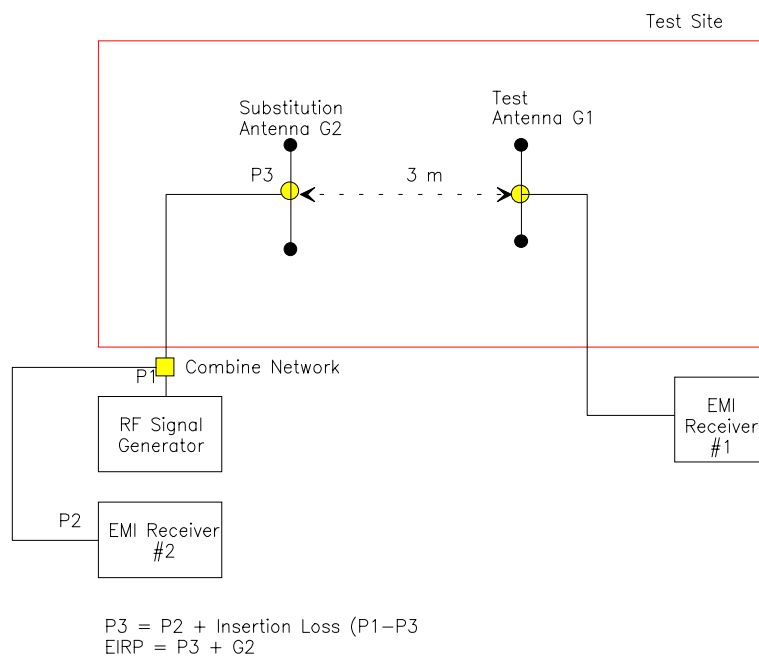 Test Site
Substitution
Antenna G2
Test
Antenna G1
P3
3 m
P1
Combine Network
RF Signal
Generator
EMI
Receiver
#1
P2
EMI Receiver
#2
P3 = P2 + Insertion Loss (P1-P3
EIRP = P3 + G2